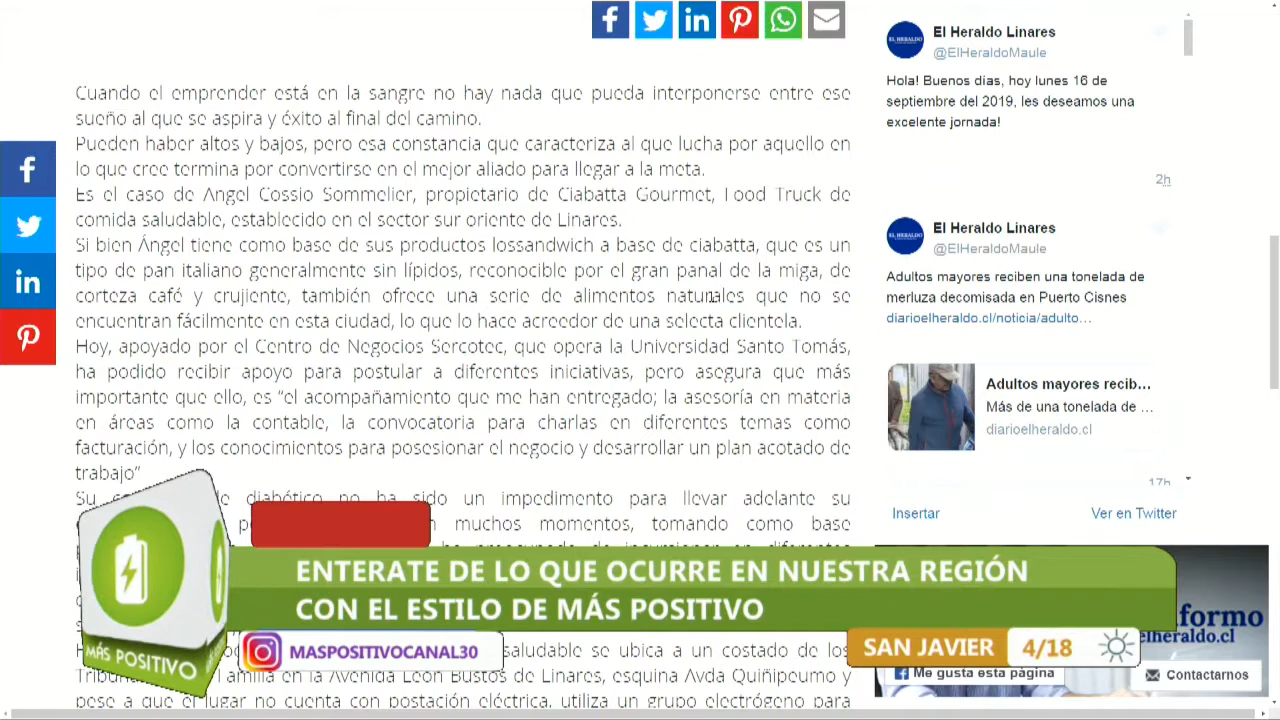 Cuando el emprender está en la sangre no hay nada que pueda interponerse entre ese
sueño al que se aspira y éxito al final del camino.
Pueden haber altos y bajos, pero esa constancia que caracteriza al que lucha por aquello en
lo que cree termina por convertirse en el mejor aliado para llegar a la meta.
Es el caso de Angel Cossio Sommelier, propietario de Ciabatta Gourmet, Food Truck de
comida saludable, establecido en el sector sur oriente de Linares.
Si bien Ángel tiene como base de sus productos lossandwich a base de ciabatta, que es un
tipo de pan italiano generalmente sin lípidos, reconocible por el gran panal de la miga, de
corteza café y crujiente, también ofrece una serie de alimentos naturales que no se
encuentran fácilmente en esta ciudad, lo que lo hace acreedor de una selecta clientela.
Hoy, apoyado por el Centro de Negocios Sercotec, que opera la Universidad Santo Tomás,
ha podido recibir apoyo para postular a diferentes iniciativas, pero asegura que más
importante que ello, es “el acompañamiento que me han entregado; la asesoría en materia
en áreas como la contable, la convocatoria para charlas en diferentes temas como
facturación, y los conocimientos para posesionar el negocio y desarrollar un plan acotado de
trabajo”
Su diabético no ha sido un impedimento para llevar adelante su
muchos momentos, tomando como base
saludable se ubica a un costado de los
Familia en la avenida León Bustos de Linares, esquina Avda Quiñipeumo y
pese a que el lugar no cuenta con postación eléctrica, utiliza un grupo electrógeno para
El Heraldo Linares
@ElHeraldoMaule
Hola! Buenos días, hoy lunes 16 de
septiembre del 2019, les deseamos una
excelente jornada!
2h
El Heraldo Linares
@ElHeraldoMaule
Adultos mayores reciben una tonelada de
merluza decomisada en Puerto Cisnes
diarioelheraldo.cl/noticia/adulto…
Adultos mayores recib…
Más de una tonelada de …
diarioelheraldo.cl
17h
Insertar Ver en Twitter
formo
elheraldo.cl
Me gusta esta página
Contactarnos
ENTERATE DE LO QUE OCURRE EN NUESTRA REGIÓN
CON EL ESTILO DE MÁS POSITIVO
MÁS POSITIVO
MASPOSITIVOCANAL30
SAN JAVIER 4/18